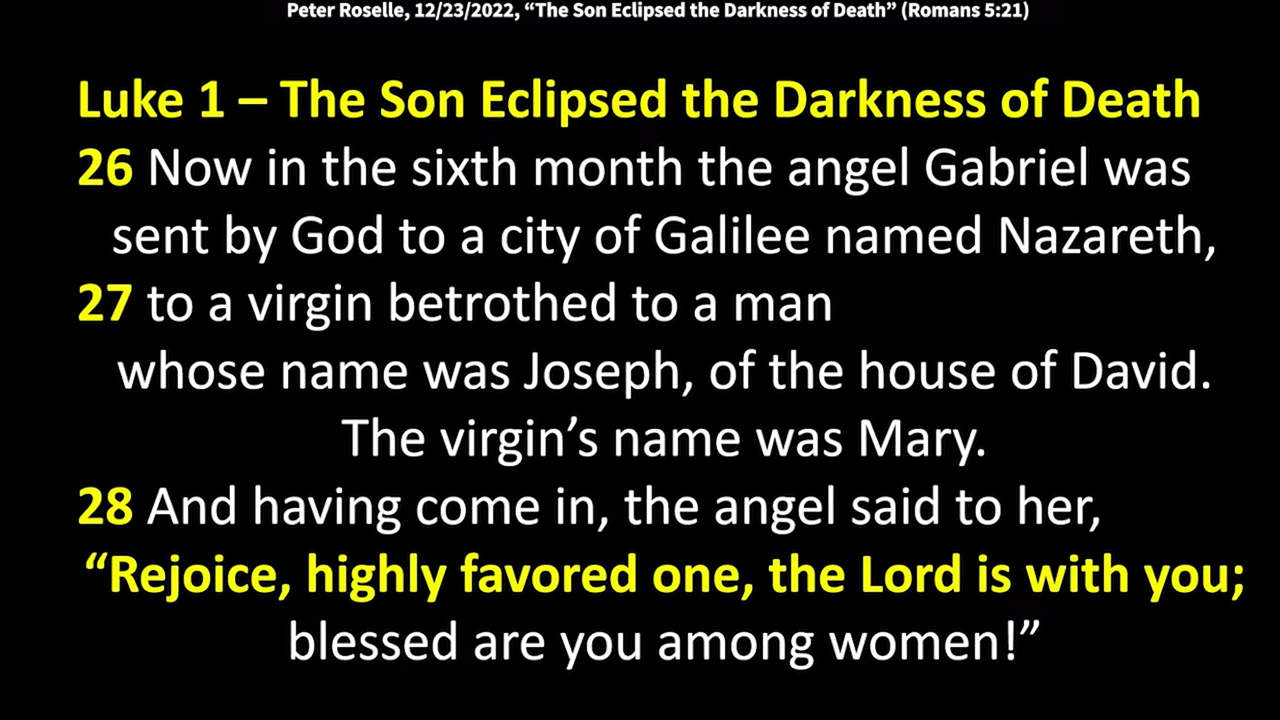 Peter Roselle, 12/23/2022, “The Son Eclipsed the Darkness of Death” (Romans 5:21)
Luke 1 – The Son Eclipsed the Darkness of Death
26 Now in the sixth month the angel Gabriel was
sent by God to a city of Galilee named Nazareth,
27 to a virgin betrothed to a man
whose name was Joseph, of the house of David.
The virgin’s name was Mary.
28 And having come in, the angel said to her,
“Rejoice, highly favored one, the Lord is with you;
blessed are you among women!”